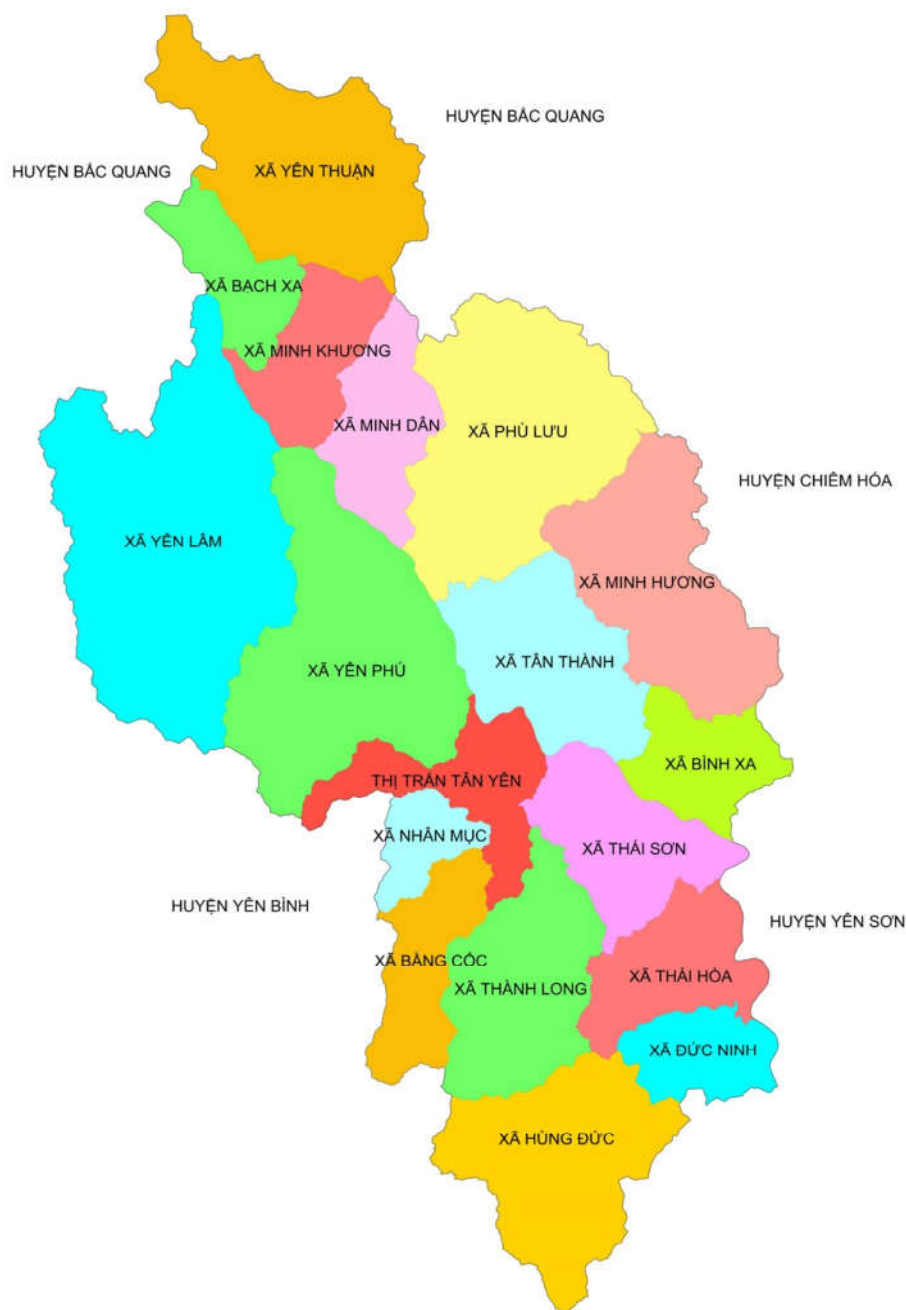 HUYỆN BẮC QUANG
HUYỆN BẮC QUANG
XÃ YÊN THUẬN
XÃ BẠCH XA
XÃ MINH KHƯƠNG
XÃ MINH DÂN
XÃ PHÙ LƯU
HUYỆN CHIÊM HÓA
XÃ YÊN LÂM
XÃ MINH HƯƠNG
XÃ TÂN THÀNH
XÃ YÊN PHÚ
XÃ BÌNH XA
THỊ TRẤN TÂN YÊN
XÃ NHÂN MỤC
XÃ THÁI SƠN
HUYỆN YÊN BÌNH
HUYỆN YÊN SƠN
XÃ BẰNG CỐC
XÃ THÁI HÒA
XÃ THÀNH LONG
XÃ ĐỨC NINH
XÃ HÙNG ĐỨC